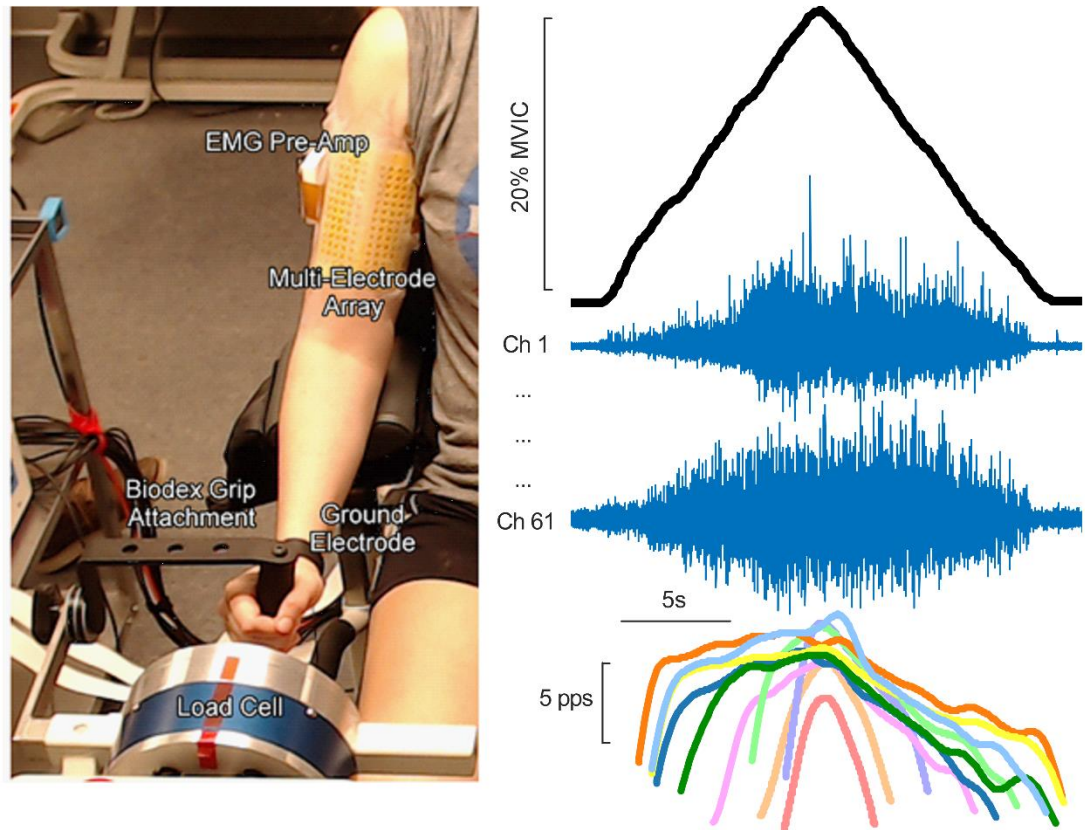 EMG Pre-Amp
Multi-Electrode
Array
Biodex Grip
Attachment
Ground
Electrode
Load Cell
20% MVIC
Ch 1
...
...
...
Ch 61
5s
5 pps